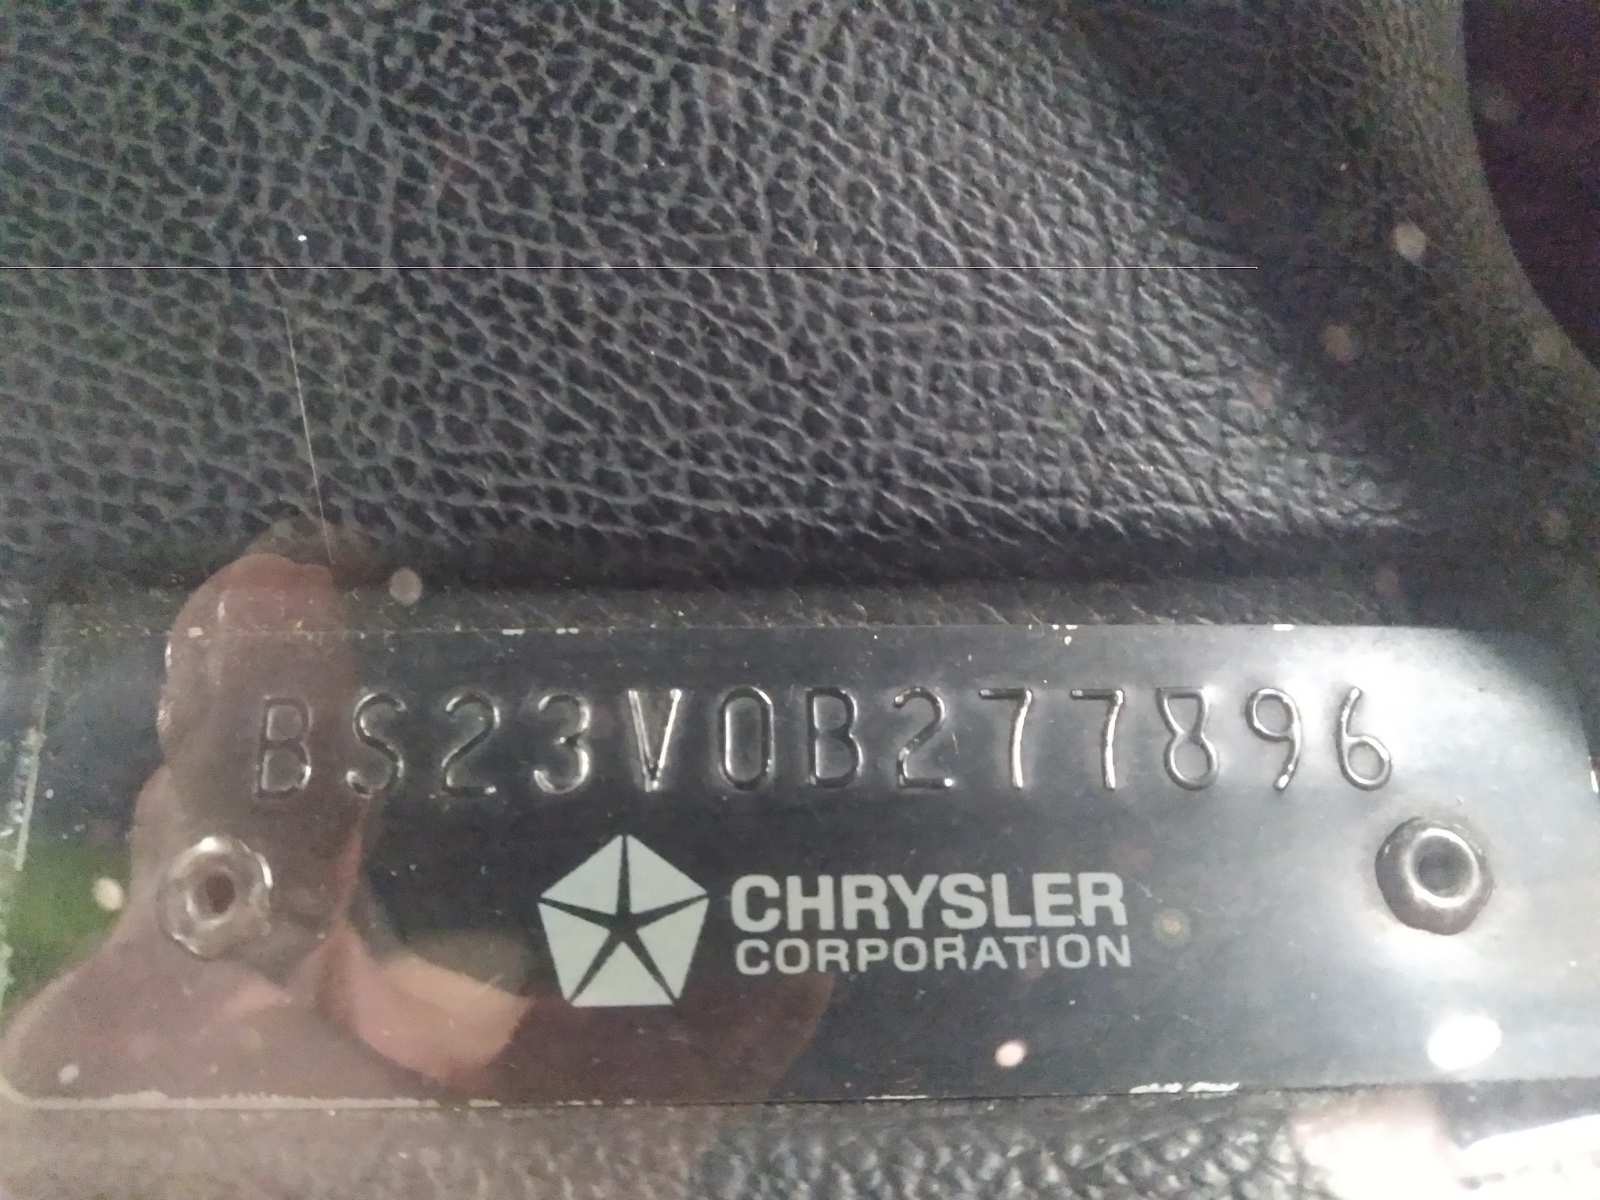 BS23V0B277896
CHRYSLER
CORPORATION